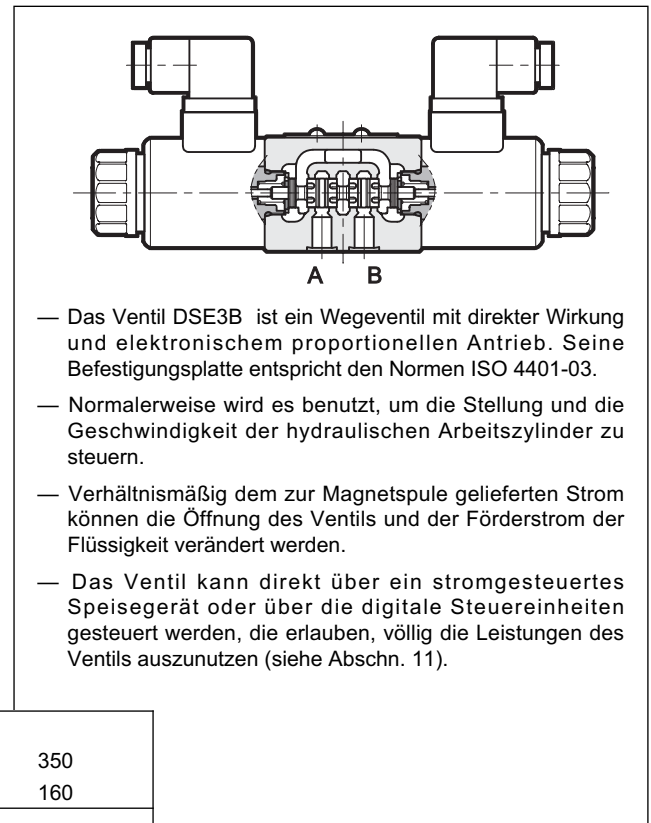 A B
— Das Ventil DSE3B ist ein Wegeventil mit direkter Wirkung
und elektronischem proportionellen Antrieb. Seine
Befestigungsplatte entspricht den Normen ISO 4401-03.
— Normalerweise wird es benutzt, um die Stellung und die
Geschwindigkeit der hydraulischen Arbeitszylinder zu
steuern.
— Verhältnismäßig dem zur Magnetspule gelieferten Strom
können die Öffnung des Ventils und der Förderstrom der
Flüssigkeit verändert werden.
— Das Ventil kann direkt über ein stromgesteuertes
Speisegerät oder über die digitale Steuereinheiten
gesteuert werden, die erlauben, völlig die Leistungen des
Ventils auszunutzen (siehe Abschn. 11).
350
160